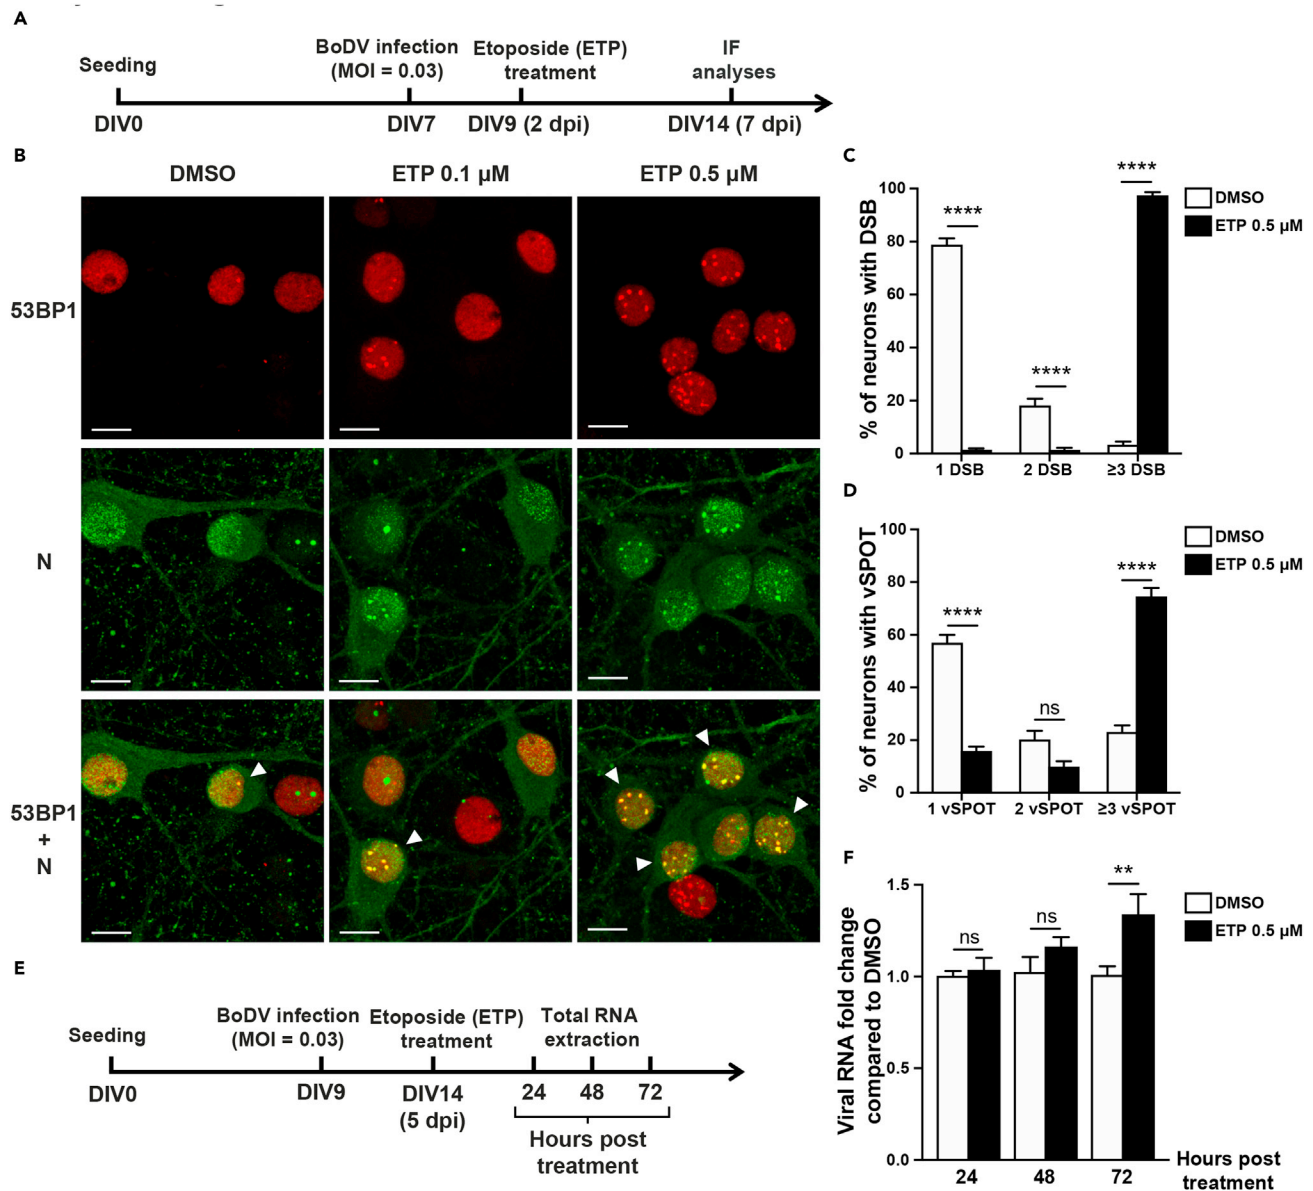 A
Seeding
BoDV infection
(MOI = 0.03)
Etoposide (ETP)
treatment
IF
analyses
DIV0
DIV7
DIV9 (2 dpi)
DIV14 (7 dpi)
B
DMSO
ETP 0.1 µM
ETP 0.5 µM
53BP1
N
53BP1
+
N
C
% of neurons with DSB
100
80
60
40
20
0
****
****
****
1 DSB
2 DSB
≥3 DSB
DMSO
ETP 0.5 µM
D
% of neurons with vSPOT
100
80
60
40
20
0
****
ns
****
1 vSPOT
2 vSPOT
≥3 vSPOT
DMSO
ETP 0.5 µM
E
Seeding
BoDV infection
(MOI = 0.03)
Etoposide (ETP)
treatment
Total RNA
extraction
DIV0
DIV9
DIV14
(5 dpi)
24
48
72
Hours post
treatment
F
Viral RNA fold change
compared to DMSO
1.5
1.0
0.5
0.0
ns
ns
**
24
48
72
Hours post
treatment
DMSO
ETP 0.5 µM